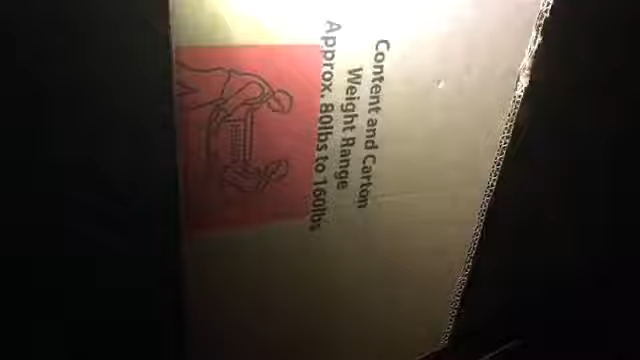 Content and Carton
Weight Range
Approx. 80lbs to 160lbs